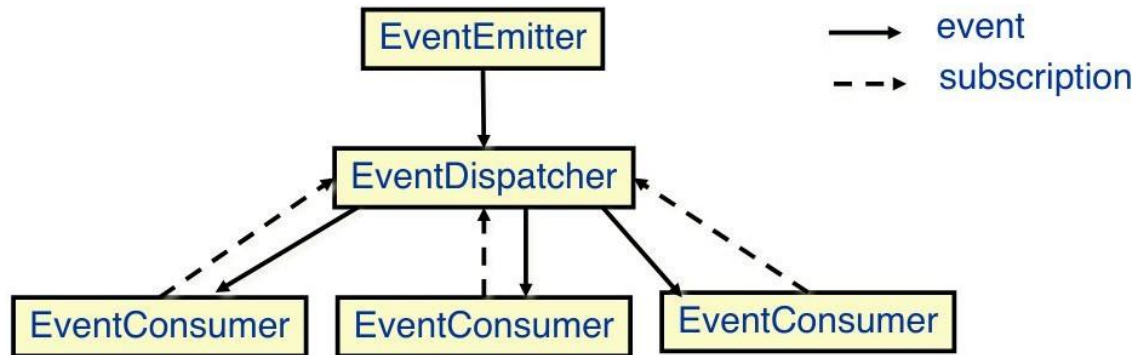 EventEmitter
event
subscription
EventDispatcher
EventConsumer
EventConsumer
EventConsumer